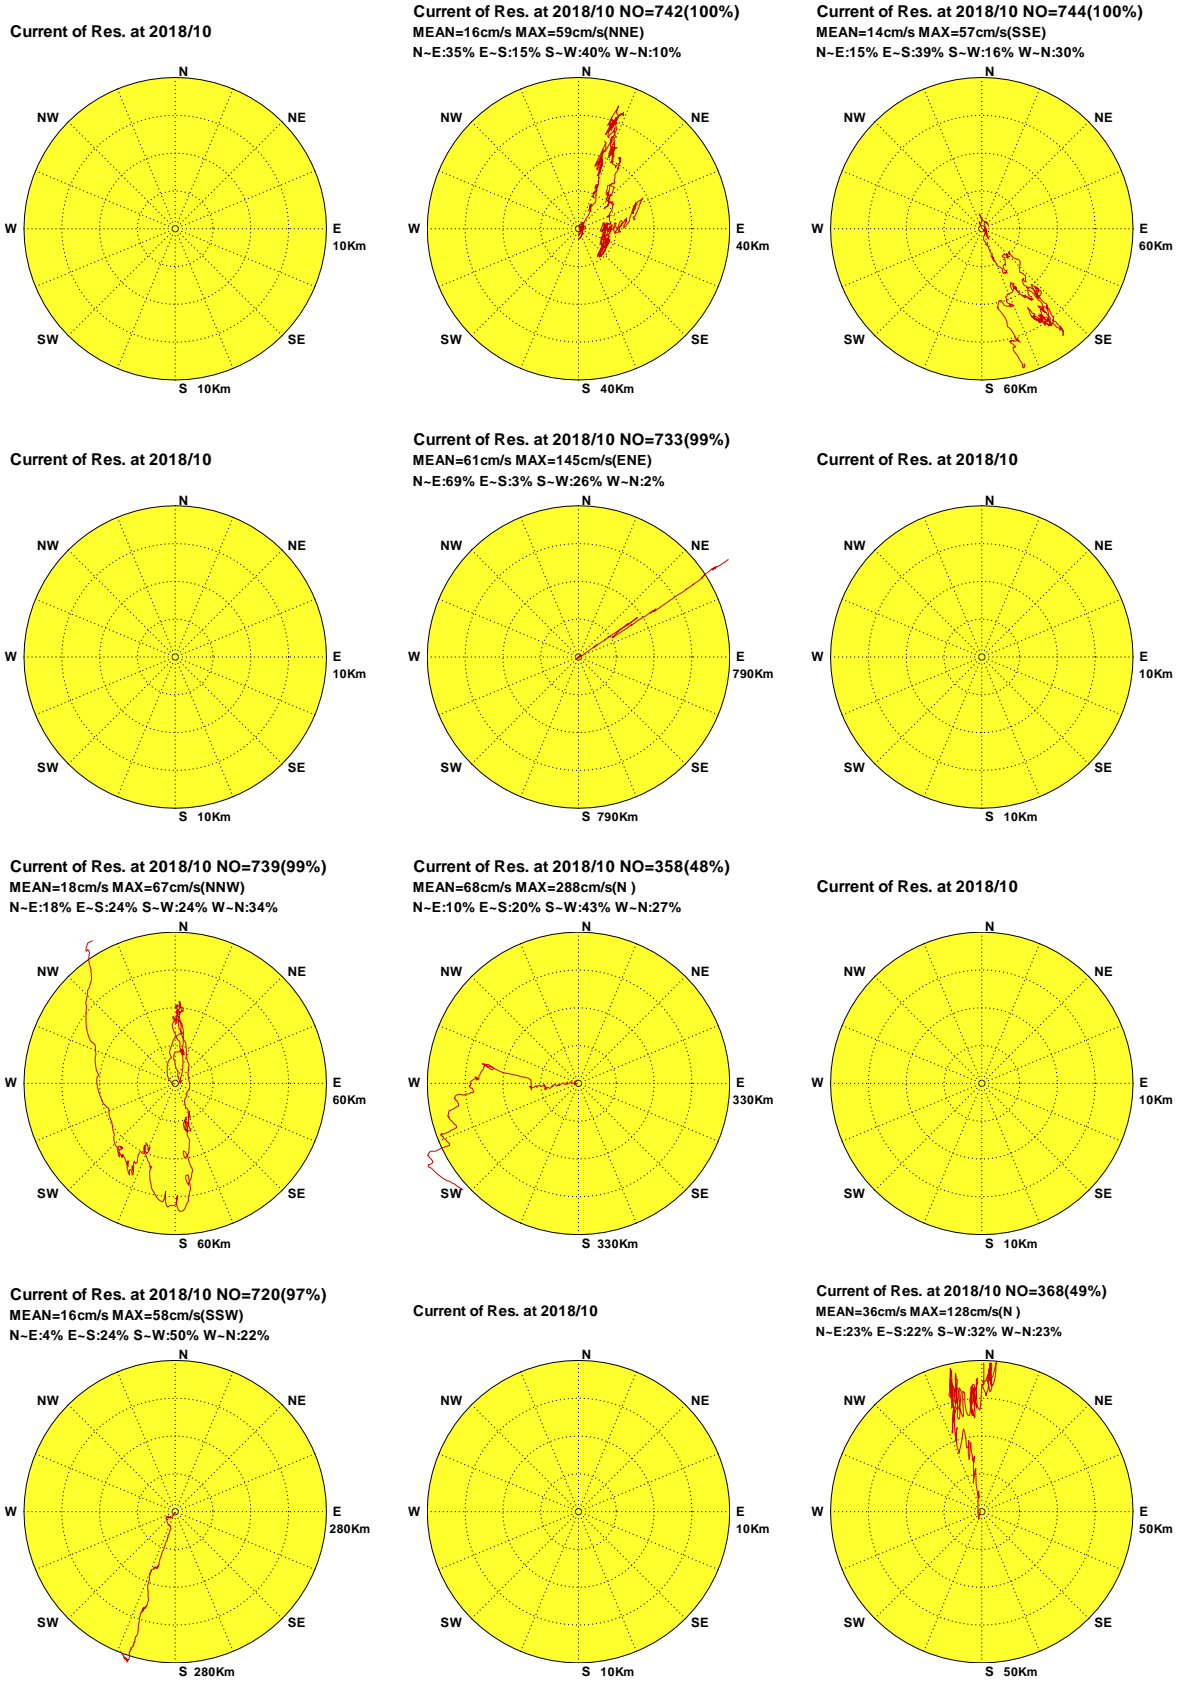 Current of Res. at 2018/10
N
NW
NE
W
E
10Km
SW
SE
S 10Km
Current of Res. at 2018/10 NO=742(100%)
MEAN=16cm/s MAX=59cm/s(NNE)
N~E:35% E~S:15% S~W:40% W~N:10%
N
NW
NE
W
E
40Km
SW
SE
S 40Km
Current of Res. at 2018/10 NO=744(100%)
MEAN=14cm/s MAX=57cm/s(SSE)
N~E:15% E~S:39% S~W:16% W~N:30%
N
NW
NE
W
E
60Km
SW
SE
S 60Km
Current of Res. at 2018/10
N
NW
NE
W
E
10Km
SW
SE
S 10Km
Current of Res. at 2018/10 NO=733(99%)
MEAN=61cm/s MAX=145cm/s(ENE)
N~E:69% E~S:3% S~W:26% W~N:2%
N
NW
NE
W
E
790Km
SW
SE
S 790Km
Current of Res. at 2018/10
N
NW
NE
W
E
10Km
SW
SE
S 10Km
Current of Res. at 2018/10 NO=739(99%)
MEAN=18cm/s MAX=67cm/s(NNW)
N~E:18% E~S:24% S~W:24% W~N:34%
N
NW
NE
W
E
60Km
SW
SE
S 60Km
Current of Res. at 2018/10 NO=358(48%)
MEAN=68cm/s MAX=288cm/s(N )
N~E:10% E~S:20% S~W:43% W~N:27%
N
NW
NE
W
E
330Km
SW
SE
S 330Km
Current of Res. at 2018/10
N
NW
NE
W
E
10Km
SW
SE
S 10Km
Current of Res. at 2018/10 NO=720(97%)
MEAN=16cm/s MAX=58cm/s(SSW)
N~E:4% E~S:24% S~W:50% W~N:22%
N
NW
NE
W
E
280Km
SW
SE
S 280Km
Current of Res. at 2018/10
N
NW
NE
W
E
10Km
SW
SE
S 10Km
Current of Res. at 2018/10 NO=368(49%)
MEAN=36cm/s MAX=128cm/s(N )
N~E:23% E~S:22% S~W:32% W~N:23%
N
NW
NE
W
E
50Km
SW
SE
S 50Km